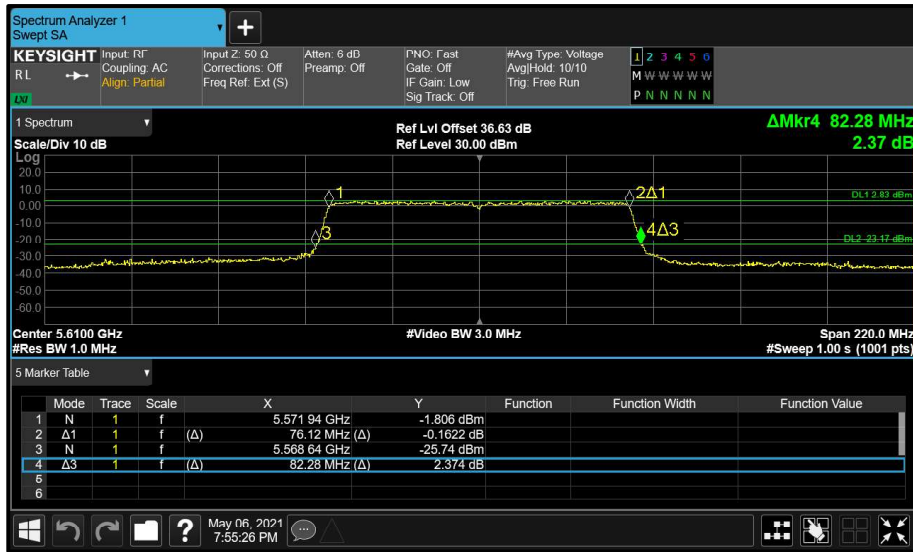 Spectrum Analyzer 1
Swept SA
+
KEYSIGHT Input: RF Input Z: 50 Ω Atten: 6 dB PNO: Fast #Avg Type: Voltage 1 2 3 4 5 6
RL Coupling: AC Corrections: Off Preamp: Off Gate: Off Avg|Hold: 10/10 M W W W W W
Align: Partial Freq Ref: Ext (S) IF Gain: Low Trig: Free Run
LXI Sig Track: Off P N N N N N
1 Spectrum Ref Lvl Offset 36.63 dB ΔMkr4 82.28 MHz
Scale/Div 10 dB Ref Level 30.00 dBm 2.37 dB
Log
20.0
10.0 1 2Δ1 DL1 2.83 dBm
0.00
-10.0
-20.0 3 4Δ3 DL2 -23.17 dBm
-30.0
-40.0
-50.0
-60.0
Center 5.6100 GHz #Video BW 3.0 MHz Span 220.0 MHz
#Res BW 1.0 MHz #Sweep 1.00 s (1001 pts)
5 Marker Table
Mode Trace Scale X Y Function Function Width Function Value
1 N 1 f 5.571 94 GHz -1.806 dBm
2 Δ1 1 f (Δ) 76.12 MHz (Δ) -0.1622 dB
3 N 1 f 5.568 64 GHz -25.74 dBm
4 Δ3 1 f (Δ) 82.28 MHz (Δ) 2.374 dB
5
6
? May 06, 2021
7:55:26 PM